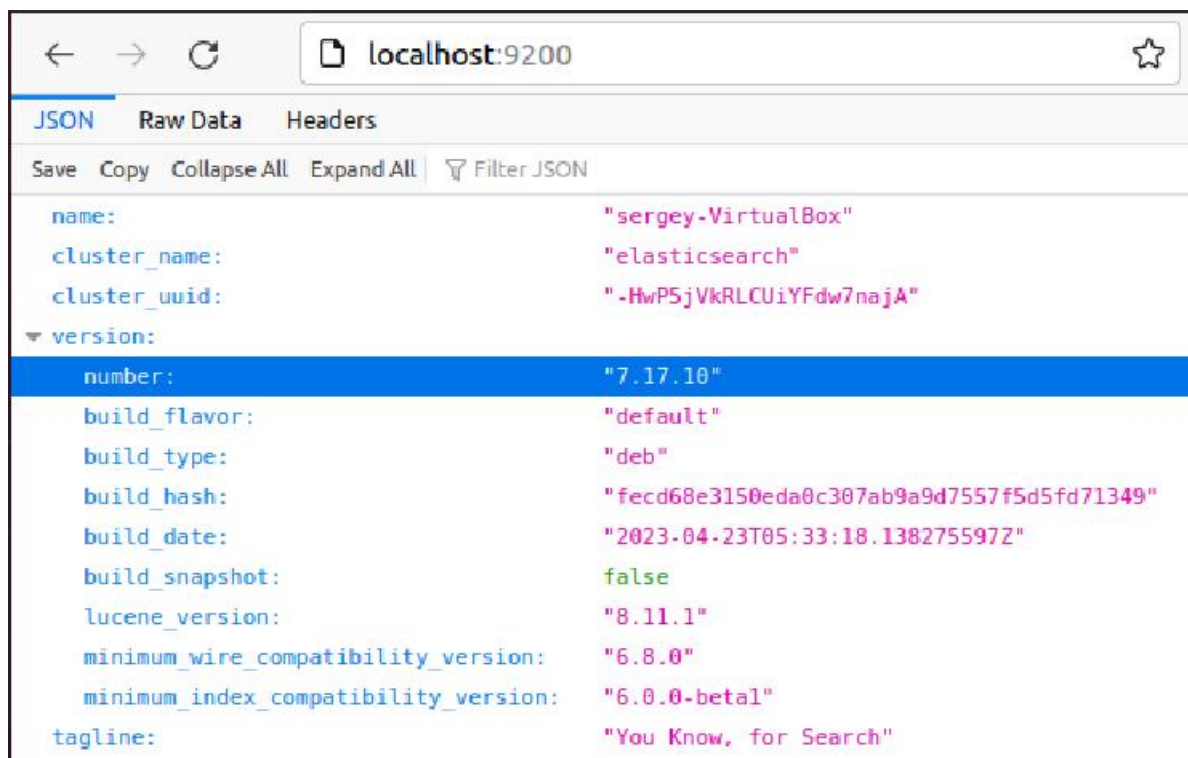 localhost:9200
JSON Raw Data Headers
Save Copy Collapse All Expand All Filter JSON
name: "sergey-VirtualBox"
cluster_name: "elasticsearch"
cluster_uuid: "-HwP5jVkRLCUiYFdw7najA"
version:
number: "7.17.10"
build_flavor: "default"
build_type: "deb"
build_hash: "fecd68e3150eda0c307ab9a9d7557f5d5fd71349"
build_date: "2023-04-23T05:33:18.138275597Z"
build_snapshot: false
lucene_version: "8.11.1"
minimum_wire_compatibility_version: "6.8.0"
minimum_index_compatibility_version: "6.0.0-beta1"
tagline: "You Know, for Search"